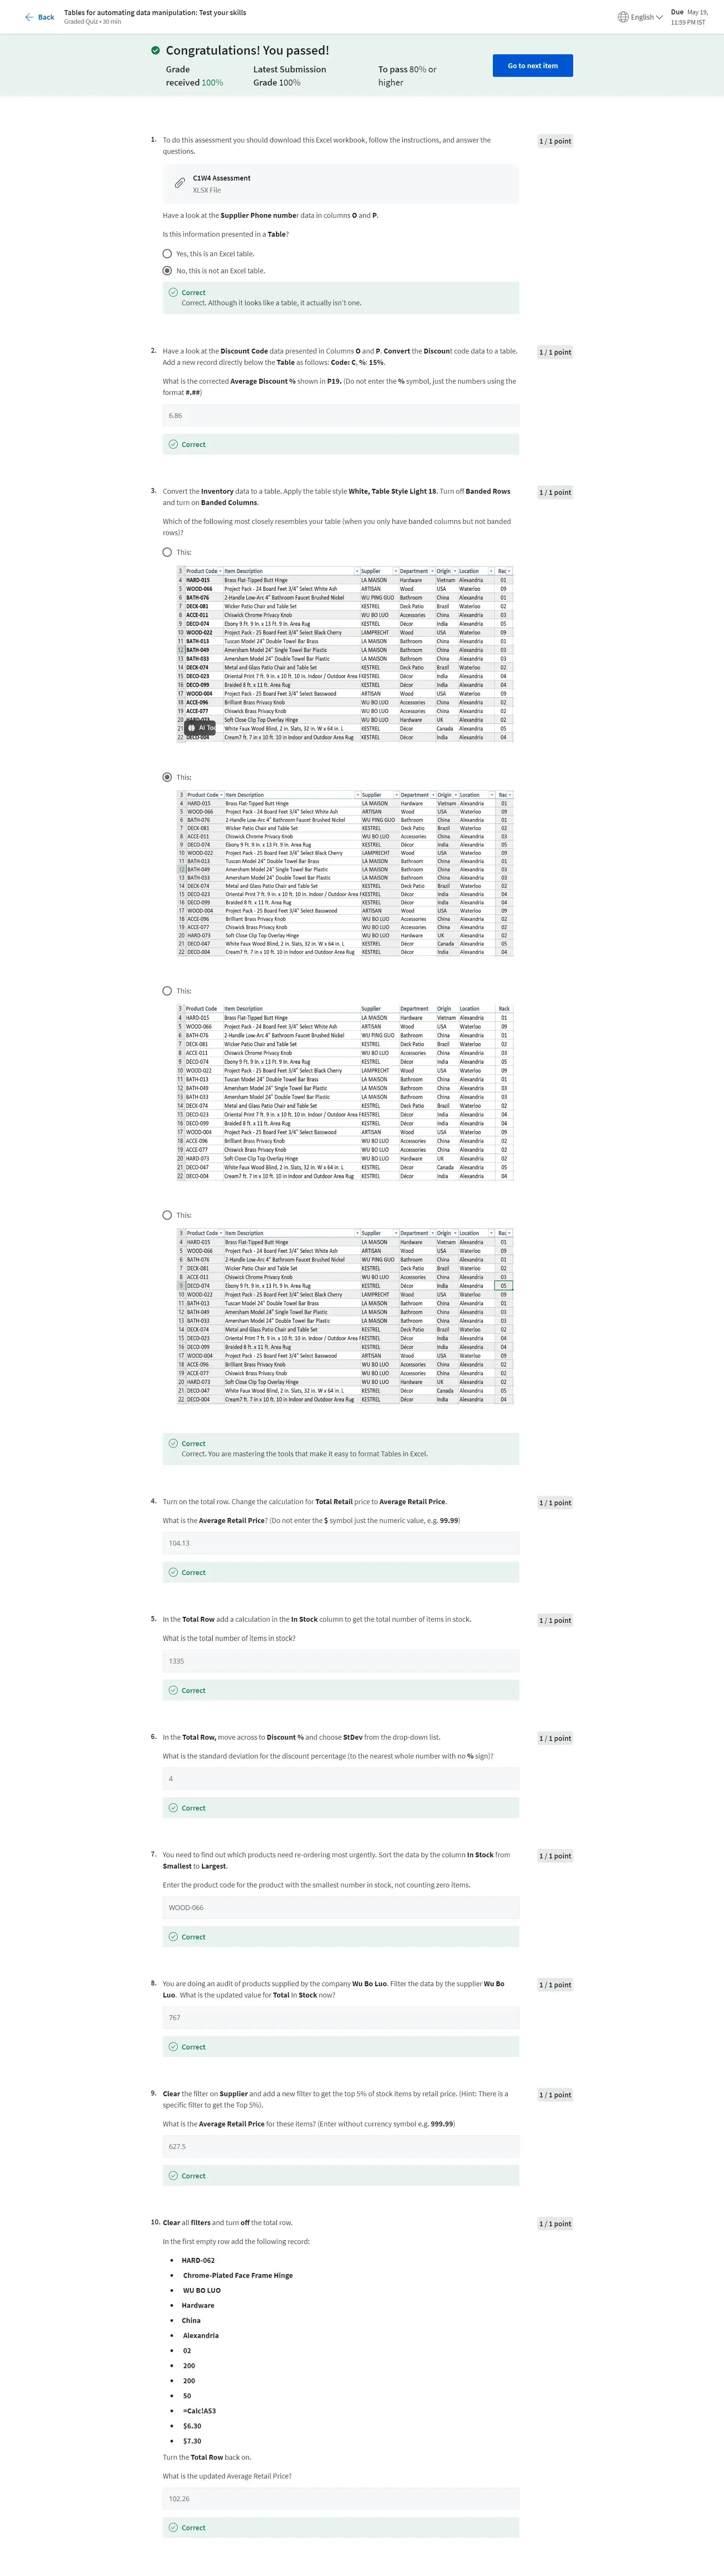 Back
Tables for automating data manipulation: Test your skills
Graded Quiz • 30 min
English
Due May 19,
11:59 PM IST
Congratulations! You passed!
Grade
received 100%
Latest Submission
Grade 100%
To pass 80% or
higher
Go to next item
1. To do this assessment you should download this Excel workbook, follow the instructions, and answer the
questions.
1 / 1 point
C1W4 Assessment
XLSX File
Have a look at the Supplier Phone number data in columns O and P.
Is this information presented in a Table?
Yes, this is an Excel table.
No, this is not an Excel table.
Correct
Correct. Although it looks like a table, it actually isn't one.
2. Have a look at the Discount Code data presented in Columns O and P. Convert the Discount code data to a table.
Add a new record directly below the Table as follows: Code: C, %: 15%.
1 / 1 point
What is the corrected Average Discount % shown in P19. (Do not enter the % symbol, just the numbers using the
format #.##)
6.86
Correct
3. Convert the Inventory data to a table. Apply the table style White, Table Style Light 18. Turn off Banded Rows
and turn on Banded Columns.
1 / 1 point
Which of the following most closely resembles your table (when you only have banded columns but not banded
rows)?
This:
3 Product Code Item Description Supplier Department Origin Location Rac
4 HARD-015 Brass Flat-Tipped Butt Hinge LA MAISON Hardware Vietnam Alexandria 01
5 WOOD-066 Project Pack - 24 Board Feet 3/4" Select White Ash ARTISAN Wood USA Waterloo 09
6 BATH-076 2-Handle Low-Arc 4" Bathroom Faucet Brushed Nickel WU PING GUO Bathroom China Alexandria 01
7 DECK-081 Wicker Patio Chair and Table Set KESTREL Deck Patio Brazil Waterloo 02
8 ACCE-011 Chiswick Chrome Privacy Knob WU BO LUO Accessories China Alexandria 03
9 DECO-074 Ebony 9 Ft. 9 In. x 13 Ft. 9 In. Area Rug KESTREL Décor India Alexandria 05
10 WOOD-022 Project Pack - 25 Board Feet 3/4" Select Black Cherry LAMPRECHT Wood USA Waterloo 09
11 BATH-013 Tuscan Model 24" Double Towel Bar Brass LA MAISON Bathroom China Alexandria 01
12 BATH-049 Amersham Model 24" Single Towel Bar Plastic LA MAISON Bathroom China Alexandria 03
13 BATH-033 Amersham Model 24" Double Towel Bar Plastic LA MAISON Bathroom China Alexandria 03
14 DECK-074 Metal and Glass Patio Chair and Table Set KESTREL Deck Patio Brazil Waterloo 02
15 DECO-023 Oriental Print 7 ft. 9 in. x 10 ft. 10 in. Indoor / Outdoor Area F KESTREL Décor India Alexandria 04
16 DECO-099 Braided 8 ft. x 11 ft. Area Rug KESTREL Décor India Alexandria 04
17 WOOD-004 Project Pack - 25 Board Feet 3/4" Select Basswood ARTISAN Wood USA Waterloo 09
18 ACCE-096 Brilliant Brass Privacy Knob WU BO LUO Accessories China Alexandria 02
19 ACCE-077 Chiswick Brass Privacy Knob WU BO LUO Accessories China Alexandria 02
20 HARD-073 Soft Close Clip Top Overlay Hinge WU BO LUO Hardware UK Alexandria 02
21 AI Too White Faux Wood Blind, 2 in. Slats, 32 in. W x 64 in. L KESTREL Décor Canada Alexandria 05
22 DECO-004 Cream7 ft. 7 in x 10 ft. 10 in Indoor and Outdoor Area Rug KESTREL Décor India Alexandria 04
This:
3 Product Code Item Description Supplier Department Origin Location Rac
4 HARD-015 Brass Flat-Tipped Butt Hinge LA MAISON Hardware Vietnam Alexandria 01
5 WOOD-066 Project Pack - 24 Board Feet 3/4" Select White Ash ARTISAN Wood USA Waterloo 09
6 BATH-076 2-Handle Low-Arc 4" Bathroom Faucet Brushed Nickel WU PING GUO Bathroom China Alexandria 01
7 DECK-081 Wicker Patio Chair and Table Set KESTREL Deck Patio Brazil Waterloo 02
8 ACCE-011 Chiswick Chrome Privacy Knob WU BO LUO Accessories China Alexandria 03
9 DECO-074 Ebony 9 Ft. 9 In. x 13 Ft. 9 In. Area Rug KESTREL Décor India Alexandria 05
10 WOOD-022 Project Pack - 25 Board Feet 3/4" Select Black Cherry LAMPRECHT Wood USA Waterloo 09
11 BATH-013 Tuscan Model 24" Double Towel Bar Brass LA MAISON Bathroom China Alexandria 01
12 BATH-049 Amersham Model 24" Single Towel Bar Plastic LA MAISON Bathroom China Alexandria 03
13 BATH-033 Amersham Model 24" Double Towel Bar Plastic LA MAISON Bathroom China Alexandria 03
14 DECK-074 Metal and Glass Patio Chair and Table Set KESTREL Deck Patio Brazil Waterloo 02
15 DECO-023 Oriental Print 7 ft. 9 in. x 10 ft. 10 in. Indoor / Outdoor Area F KESTREL Décor India Alexandria 04
16 DECO-099 Braided 8 ft. x 11 ft. Area Rug KESTREL Décor India Alexandria 04
17 WOOD-004 Project Pack - 25 Board Feet 3/4" Select Basswood ARTISAN Wood USA Waterloo 09
18 ACCE-096 Brilliant Brass Privacy Knob WU BO LUO Accessories China Alexandria 02
19 ACCE-077 Chiswick Brass Privacy Knob WU BO LUO Accessories China Alexandria 02
20 HARD-073 Soft Close Clip Top Overlay Hinge WU BO LUO Hardware UK Alexandria 02
21 DECO-047 White Faux Wood Blind, 2 in. Slats, 32 in. W x 64 in. L KESTREL Décor Canada Alexandria 05
22 DECO-004 Cream7 ft. 7 in x 10 ft. 10 in Indoor and Outdoor Area Rug KESTREL Décor India Alexandria 04
This:
3 Product Code Item Description Supplier Department Origin Location Rack
4 HARD-015 Brass Flat-Tipped Butt Hinge LA MAISON Hardware Vietnam Alexandria 01
5 WOOD-066 Project Pack - 24 Board Feet 3/4" Select White Ash ARTISAN Wood USA Waterloo 09
6 BATH-076 2-Handle Low-Arc 4" Bathroom Faucet Brushed Nickel WU PING GUO Bathroom China Alexandria 01
7 DECK-081 Wicker Patio Chair and Table Set KESTREL Deck Patio Brazil Waterloo 02
8 ACCE-011 Chiswick Chrome Privacy Knob WU BO LUO Accessories China Alexandria 03
9 DECO-074 Ebony 9 Ft. 9 In. x 13 Ft. 9 In. Area Rug KESTREL Décor India Alexandria 05
10 WOOD-022 Project Pack - 25 Board Feet 3/4" Select Black Cherry LAMPRECHT Wood USA Waterloo 09
11 BATH-013 Tuscan Model 24" Double Towel Bar Brass LA MAISON Bathroom China Alexandria 01
12 BATH-049 Amersham Model 24" Single Towel Bar Plastic LA MAISON Bathroom China Alexandria 03
13 BATH-033 Amersham Model 24" Double Towel Bar Plastic LA MAISON Bathroom China Alexandria 03
14 DECK-074 Metal and Glass Patio Chair and Table Set KESTREL Deck Patio Brazil Waterloo 02
15 DECO-023 Oriental Print 7 ft. 9 in. x 10 ft. 10 in. Indoor / Outdoor Area F KESTREL Décor India Alexandria 04
16 DECO-099 Braided 8 ft. x 11 ft. Area Rug KESTREL Décor India Alexandria 04
17 WOOD-004 Project Pack - 25 Board Feet 3/4" Select Basswood ARTISAN Wood USA Waterloo 09
18 ACCE-096 Brilliant Brass Privacy Knob WU BO LUO Accessories China Alexandria 02
19 ACCE-077 Chiswick Brass Privacy Knob WU BO LUO Accessories China Alexandria 02
20 HARD-073 Soft Close Clip Top Overlay Hinge WU BO LUO Hardware UK Alexandria 02
21 DECO-047 White Faux Wood Blind, 2 in. Slats, 32 in. W x 64 in. L KESTREL Décor Canada Alexandria 05
22 DECO-004 Cream7 ft. 7 in x 10 ft. 10 in Indoor and Outdoor Area Rug KESTREL Décor India Alexandria 04
This:
3 Product Code Item Description Supplier Department Origin Location Rac
4 HARD-015 Brass Flat-Tipped Butt Hinge LA MAISON Hardware Vietnam Alexandria 01
5 WOOD-066 Project Pack - 24 Board Feet 3/4" Select White Ash ARTISAN Wood USA Waterloo 09
6 BATH-076 2-Handle Low-Arc 4" Bathroom Faucet Brushed Nickel WU PING GUO Bathroom China Alexandria 01
7 DECK-081 Wicker Patio Chair and Table Set KESTREL Deck Patio Brazil Waterloo 02
8 ACCE-011 Chiswick Chrome Privacy Knob WU BO LUO Accessories China Alexandria 03
9 DECO-074 Ebony 9 Ft. 9 In. x 13 Ft. 9 In. Area Rug KESTREL Décor India Alexandria 05
10 WOOD-022 Project Pack - 25 Board Feet 3/4" Select Black Cherry LAMPRECHT Wood USA Waterloo 09
11 BATH-013 Tuscan Model 24" Double Towel Bar Brass LA MAISON Bathroom China Alexandria 01
12 BATH-049 Amersham Model 24" Single Towel Bar Plastic LA MAISON Bathroom China Alexandria 03
13 BATH-033 Amersham Model 24" Double Towel Bar Plastic LA MAISON Bathroom China Alexandria 03
14 DECK-074 Metal and Glass Patio Chair and Table Set KESTREL Deck Patio Brazil Waterloo 02
15 DECO-023 Oriental Print 7 ft. 9 in. x 10 ft. 10 in. Indoor / Outdoor Area F KESTREL Décor India Alexandria 04
16 DECO-099 Braided 8 ft. x 11 ft. Area Rug KESTREL Décor India Alexandria 04
17 WOOD-004 Project Pack - 25 Board Feet 3/4" Select Basswood ARTISAN Wood USA Waterloo 09
18 ACCE-096 Brilliant Brass Privacy Knob WU BO LUO Accessories China Alexandria 02
19 ACCE-077 Chiswick Brass Privacy Knob WU BO LUO Accessories China Alexandria 02
20 HARD-073 Soft Close Clip Top Overlay Hinge WU BO LUO Hardware UK Alexandria 02
21 DECO-047 White Faux Wood Blind, 2 in. Slats, 32 in. W x 64 in. L KESTREL Décor Canada Alexandria 05
22 DECO-004 Cream7 ft. 7 in x 10 ft. 10 in Indoor and Outdoor Area Rug KESTREL Décor India Alexandria 04
Correct
Correct. You are mastering the tools that make it easy to format Tables in Excel.
4. Turn on the total row. Change the calculation for Total Retail price to Average Retail Price.
1 / 1 point
What is the Average Retail Price? (Do not enter the $ symbol just the numeric value, e.g. 99.99)
104.13
Correct
5. In the Total Row add a calculation in the In Stock column to get the total number of items in stock.
1 / 1 point
What is the total number of items in stock?
1335
Correct
6. In the Total Row, move across to Discount % and choose StDev from the drop-down list.
1 / 1 point
What is the standard deviation for the discount percentage (to the nearest whole number with no % sign)?
4
Correct
7. You need to find out which products need re-ordering most urgently. Sort the data by the column In Stock from
Smallest to Largest.
1 / 1 point
Enter the product code for the product with the smallest number in stock, not counting zero items.
WOOD-066
Correct
8. You are doing an audit of products supplied by the company Wu Bo Luo. Filter the data by the supplier Wu Bo
Luo. What is the updated value for Total In Stock now?
1 / 1 point
767
Correct
9. Clear the filter on Supplier and add a new filter to get the top 5% of stock items by retail price. (Hint: There is a
specific filter to get the Top 5%).
1 / 1 point
What is the Average Retail Price for these items? (Enter without currency symbol e.g. 999.99)
627.5
Correct
10. Clear all filters and turn off the total row.
1 / 1 point
In the first empty row add the following record:
• HARD-062
• Chrome-Plated Face Frame Hinge
• WU BO LUO
• Hardware
• China
• Alexandria
• 02
• 200
• 200
• 50
• =Calc!A53
• $6.30
• $7.30
Turn the Total Row back on.
What is the updated Average Retail Price?
102.26
Correct